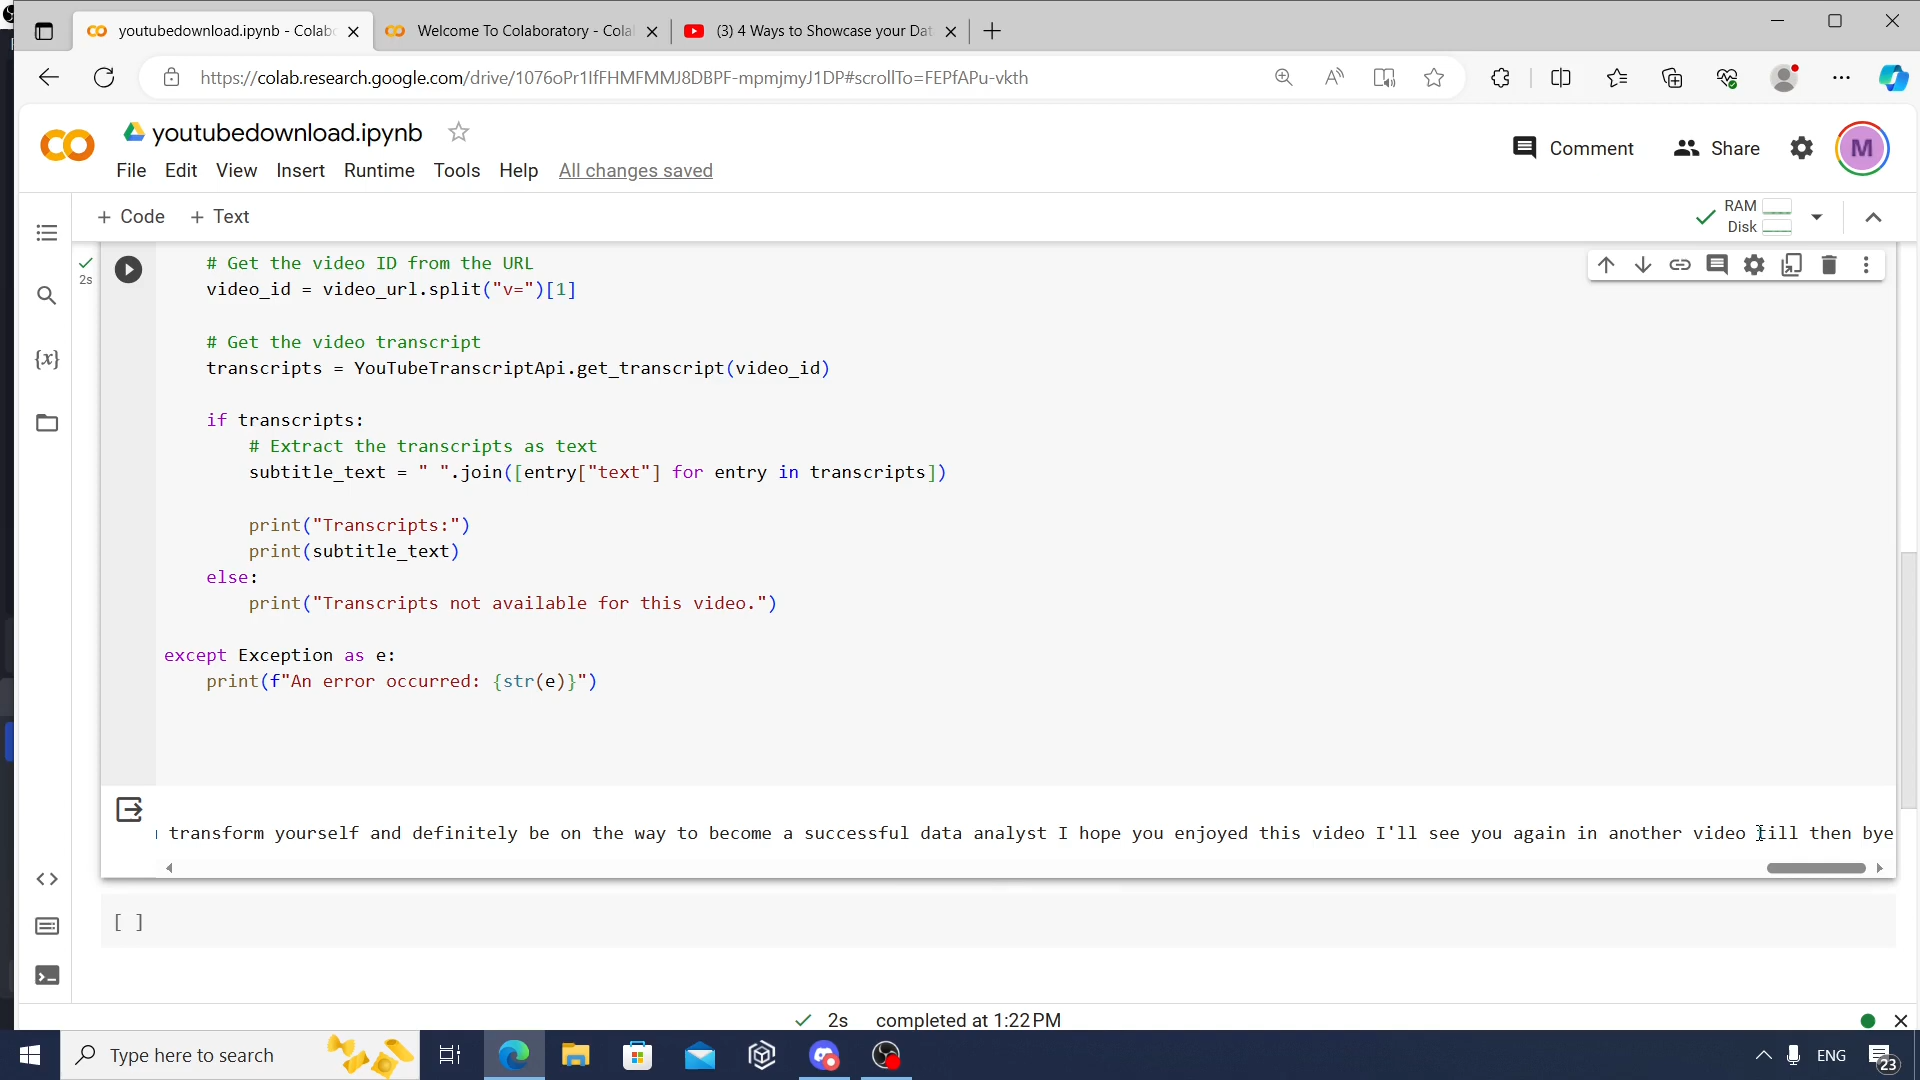 youtubedownload.ipynb - Colab
Welcome To Colaboratory - Cola
(3) 4 Ways to Showcase your Dat
https://colab.research.google.com/drive/1076oPr1IfFHMFMMJ8DBPF-mpmjmyJ1DP#scrollTo=FEPfAPu-vkth
youtubedownload.ipynb
File Edit View Insert Runtime Tools Help All changes saved
Comment Share M
+ Code + Text
RAM
Disk
2s
# Get the video ID from the URL
video_id = video_url.split("v=")[1]
# Get the video transcript
transcripts = YouTubeTranscriptApi.get_transcript(video_id)
if transcripts:
# Extract the transcripts as text
subtitle_text = " ".join([entry["text"] for entry in transcripts])
print("Transcripts:")
print(subtitle_text)
else:
print("Transcripts not available for this video.")
except Exception as e:
print(f"An error occurred: {str(e)}")
transform yourself and definitely be on the way to become a successful data analyst I hope you enjoyed this video I'll see you again in another video till then bye
[ ]
2s completed at 1:22 PM
Type here to search
ENG
23